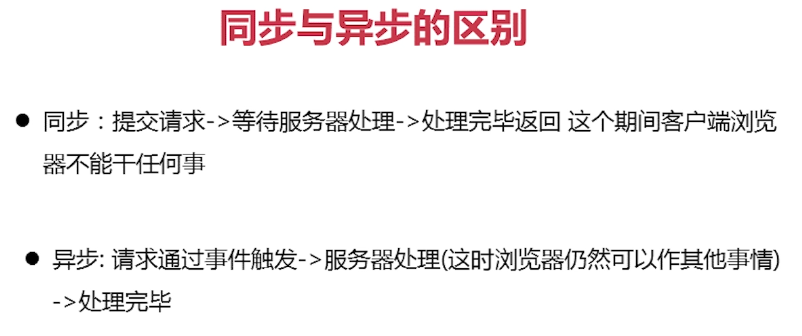 同步与异步的区别
● 同步：提交请求->等待服务器处理->处理完毕返回 这个期间客户端浏览
器不能干任何事
● 异步: 请求通过事件触发->服务器处理(这时浏览器仍然可以作其他事情)
->处理完毕